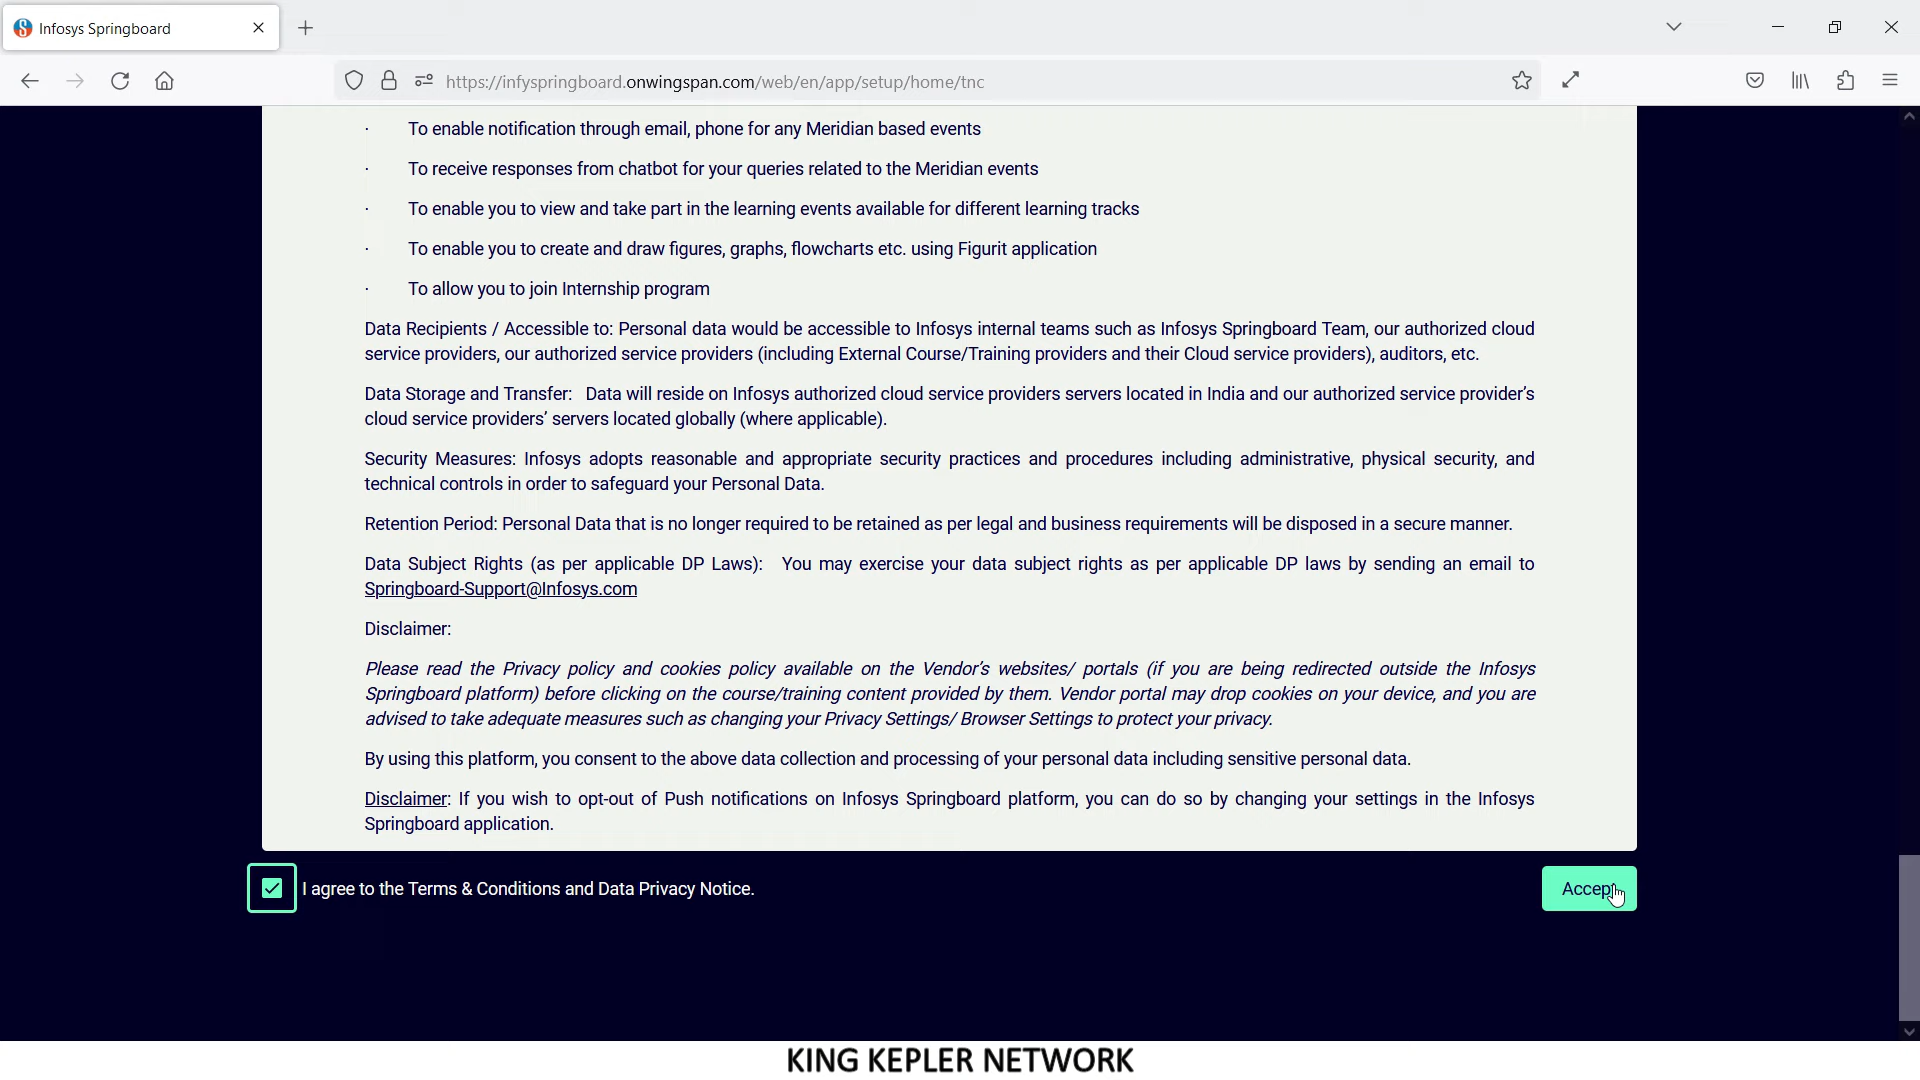 Infosys Springboard
https://infyspringboard.onwingspan.com/web/en/app/setup/home/tnc
· To enable notification through email, phone for any Meridian based events
· To receive responses from chatbot for your queries related to the Meridian events
· To enable you to view and take part in the learning events available for different learning tracks
· To enable you to create and draw figures, graphs, flowcharts etc. using Figurit application
· To allow you to join Internship program
Data Recipients / Accessible to: Personal data would be accessible to Infosys internal teams such as Infosys Springboard Team, our authorized cloud
service providers, our authorized service providers (including External Course/Training providers and their Cloud service providers), auditors, etc.
Data Storage and Transfer: Data will reside on Infosys authorized cloud service providers servers located in India and our authorized service provider’s
cloud service providers’ servers located globally (where applicable).
Security Measures: Infosys adopts reasonable and appropriate security practices and procedures including administrative, physical security, and
technical controls in order to safeguard your Personal Data.
Retention Period: Personal Data that is no longer required to be retained as per legal and business requirements will be disposed in a secure manner.
Data Subject Rights (as per applicable DP Laws): You may exercise your data subject rights as per applicable DP laws by sending an email to
Springboard-Support@Infosys.com
Disclaimer:
Please read the Privacy policy and cookies policy available on the Vendor’s websites/ portals (if you are being redirected outside the Infosys
Springboard platform) before clicking on the course/training content provided by them. Vendor portal may drop cookies on your device, and you are
advised to take adequate measures such as changing your Privacy Settings/ Browser Settings to protect your privacy.
By using this platform, you consent to the above data collection and processing of your personal data including sensitive personal data.
Disclaimer: If you wish to opt-out of Push notifications on Infosys Springboard platform, you can do so by changing your settings in the Infosys
Springboard application.
I agree to the Terms & Conditions and Data Privacy Notice.
Accept
KING KEPLER NETWORK